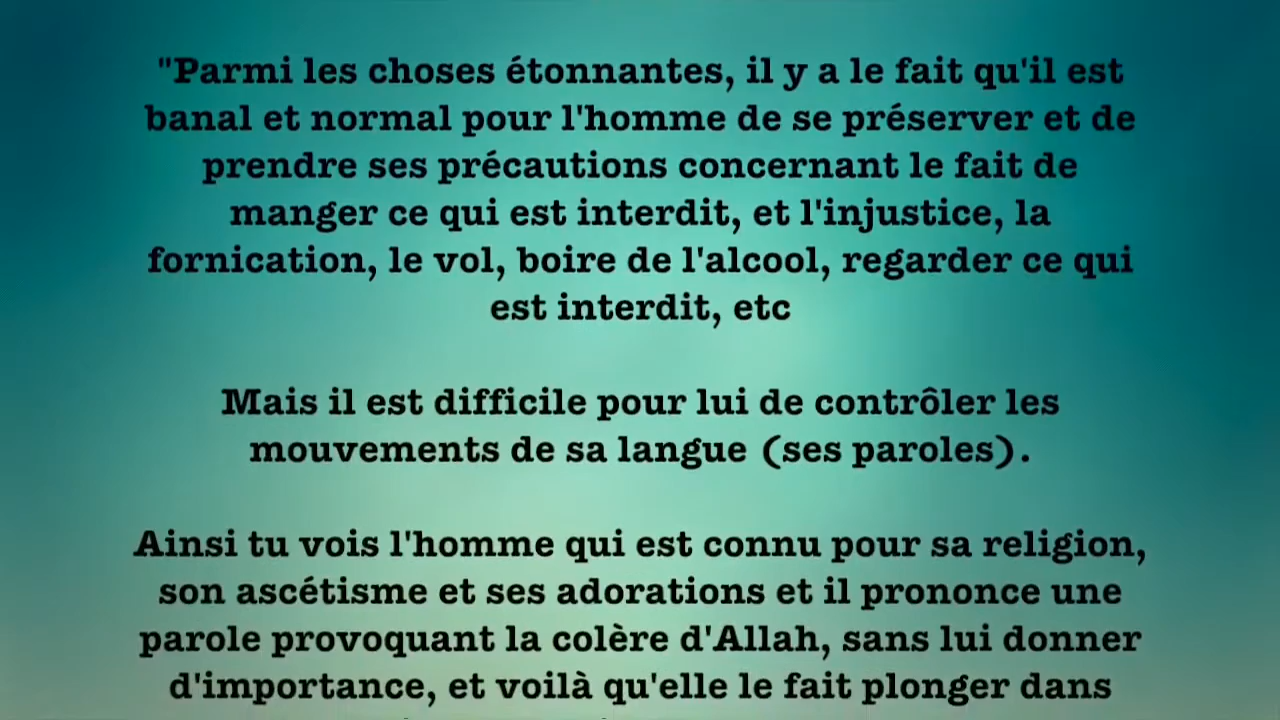 "Parmi les choses étonnantes, il y a le fait qu'il est
banal et normal pour l'homme de se préserver et de
prendre ses précautions concernant le fait de
manger ce qui est interdit, et l'injustice, la
fornication, le vol, boire de l'alcool, regarder ce qui
est interdit, etc
Mais il est difficile pour lui de contrôler les
mouvements de sa langue (ses paroles).
Ainsi tu vois l'homme qui est connu pour sa religion,
son ascétisme et ses adorations et il prononce une
parole provoquant la colère d'Allah, sans lui donner
d'importance, et voilà qu'elle le fait plonger dans